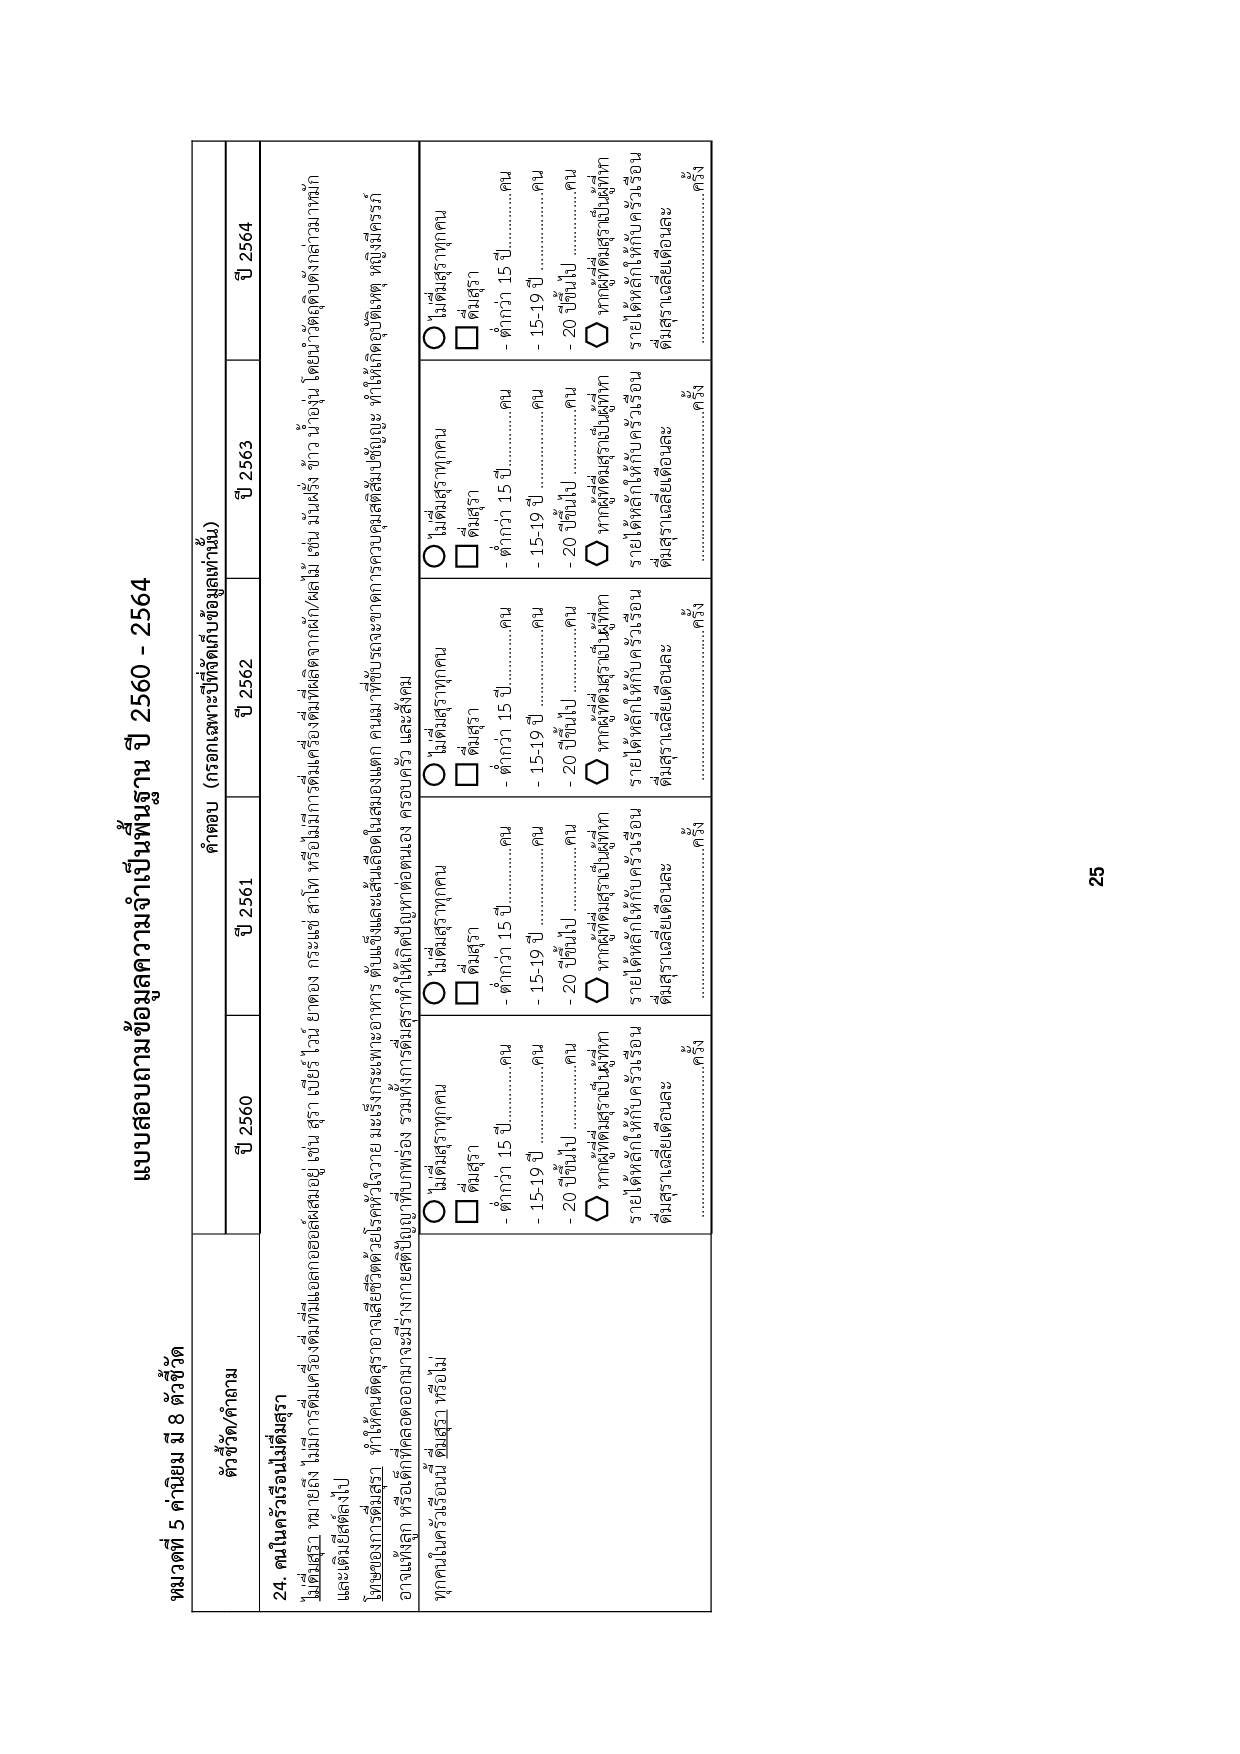 แบบสอบถามข้อมูลความจำเป็นพื้นฐาน ปี 2560 - 2564
หมวดที่ 5 ค่านิยม มี 8 ตัวชี้วัด
ตัวชี้วัด/คำถาม
คำตอบ (กรอกเฉพาะปีที่จัดเก็บข้อมูลเท่านั้น)
ปี 2560 ปี 2561 ปี 2562 ปี 2563 ปี 2564
24. คนในครัวเรือนไม่ดื่มสุรา
ไม่ดื่มสุรา หมายถึง ไม่มีการดื่มเครื่องดื่มที่มีแอลกอฮอล์ผสมอยู่ เช่น สุรา เบียร์ ไวน์ ยาดอง กระแช่ สาโท หรือไม่มีการดื่มเครื่องดื่มที่ผลิตจากผัก/ผลไม้ เช่น มันฝรั่ง ข้าว น้ำองุ่น โดยนำวัตถุดิบดังกล่าวมาหมัก
และเติมยีสต์ลงไป
โทษของการดื่มสุรา ทำให้คนติดสุราอาจเสียชีวิตด้วยโรคหัวใจวาย มะเร็งกระเพาะอาหาร ตับแข็งและเส้นเลือดในสมองแตก คนเมาที่ขับรถจะขาดการควบคุมสติสัมปชัญญะ ทำให้เกิดอุบัติเหตุ หญิงมีครรภ์
อาจแท้งลูก หรือเด็กที่คลอดออกมาจะมีร่างกายสติปัญญาที่บกพร่อง รวมทั้งการดื่มสุราทำให้เกิดปัญหาต่อตนเอง ครอบครัว และสังคม
ทุกคนในครัวเรือนนี้ ดื่มสุรา หรือไม่
ไม่ดื่มสุราทุกคน
ดื่มสุรา
- ต่ำกว่า 15 ปี............คน
- 15-19 ปี .................คน
- 20 ปีขึ้นไป .............คน
หากผู้ที่ดื่มสุราเป็นผู้ที่หา
รายได้หลักให้กับครัวเรือน
ดื่มสุราเฉลี่ยเดือนละ
...............................ครั้ง
ไม่ดื่มสุราทุกคน
ดื่มสุรา
- ต่ำกว่า 15 ปี............คน
- 15-19 ปี .................คน
- 20 ปีขึ้นไป .............คน
หากผู้ที่ดื่มสุราเป็นผู้ที่หา
รายได้หลักให้กับครัวเรือน
ดื่มสุราเฉลี่ยเดือนละ
...............................ครั้ง
ไม่ดื่มสุราทุกคน
ดื่มสุรา
- ต่ำกว่า 15 ปี............คน
- 15-19 ปี .................คน
- 20 ปีขึ้นไป .............คน
หากผู้ที่ดื่มสุราเป็นผู้ที่หา
รายได้หลักให้กับครัวเรือน
ดื่มสุราเฉลี่ยเดือนละ
...............................ครั้ง
ไม่ดื่มสุราทุกคน
ดื่มสุรา
- ต่ำกว่า 15 ปี............คน
- 15-19 ปี .................คน
- 20 ปีขึ้นไป .............คน
หากผู้ที่ดื่มสุราเป็นผู้ที่หา
รายได้หลักให้กับครัวเรือน
ดื่มสุราเฉลี่ยเดือนละ
...............................ครั้ง
ไม่ดื่มสุราทุกคน
ดื่มสุรา
- ต่ำกว่า 15 ปี............คน
- 15-19 ปี .................คน
- 20 ปีขึ้นไป .............คน
หากผู้ที่ดื่มสุราเป็นผู้ที่หา
รายได้หลักให้กับครัวเรือน
ดื่มสุราเฉลี่ยเดือนละ
...............................ครั้ง
25